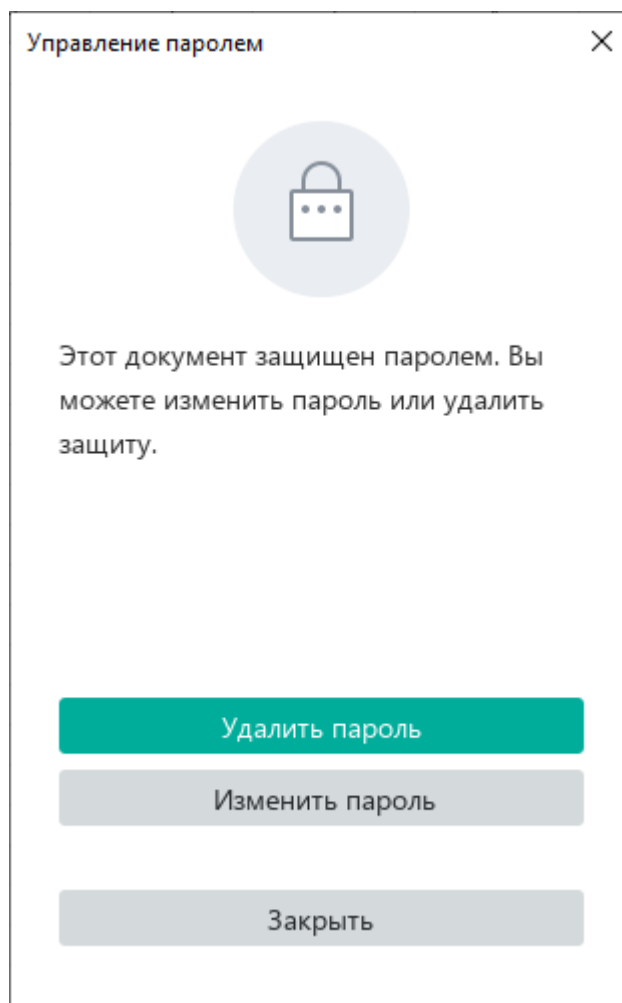 Управление паролем
Этот документ защищен паролем. Вы
можете изменить пароль или удалить
защиту.
Удалить пароль
Изменить пароль
Закрыть